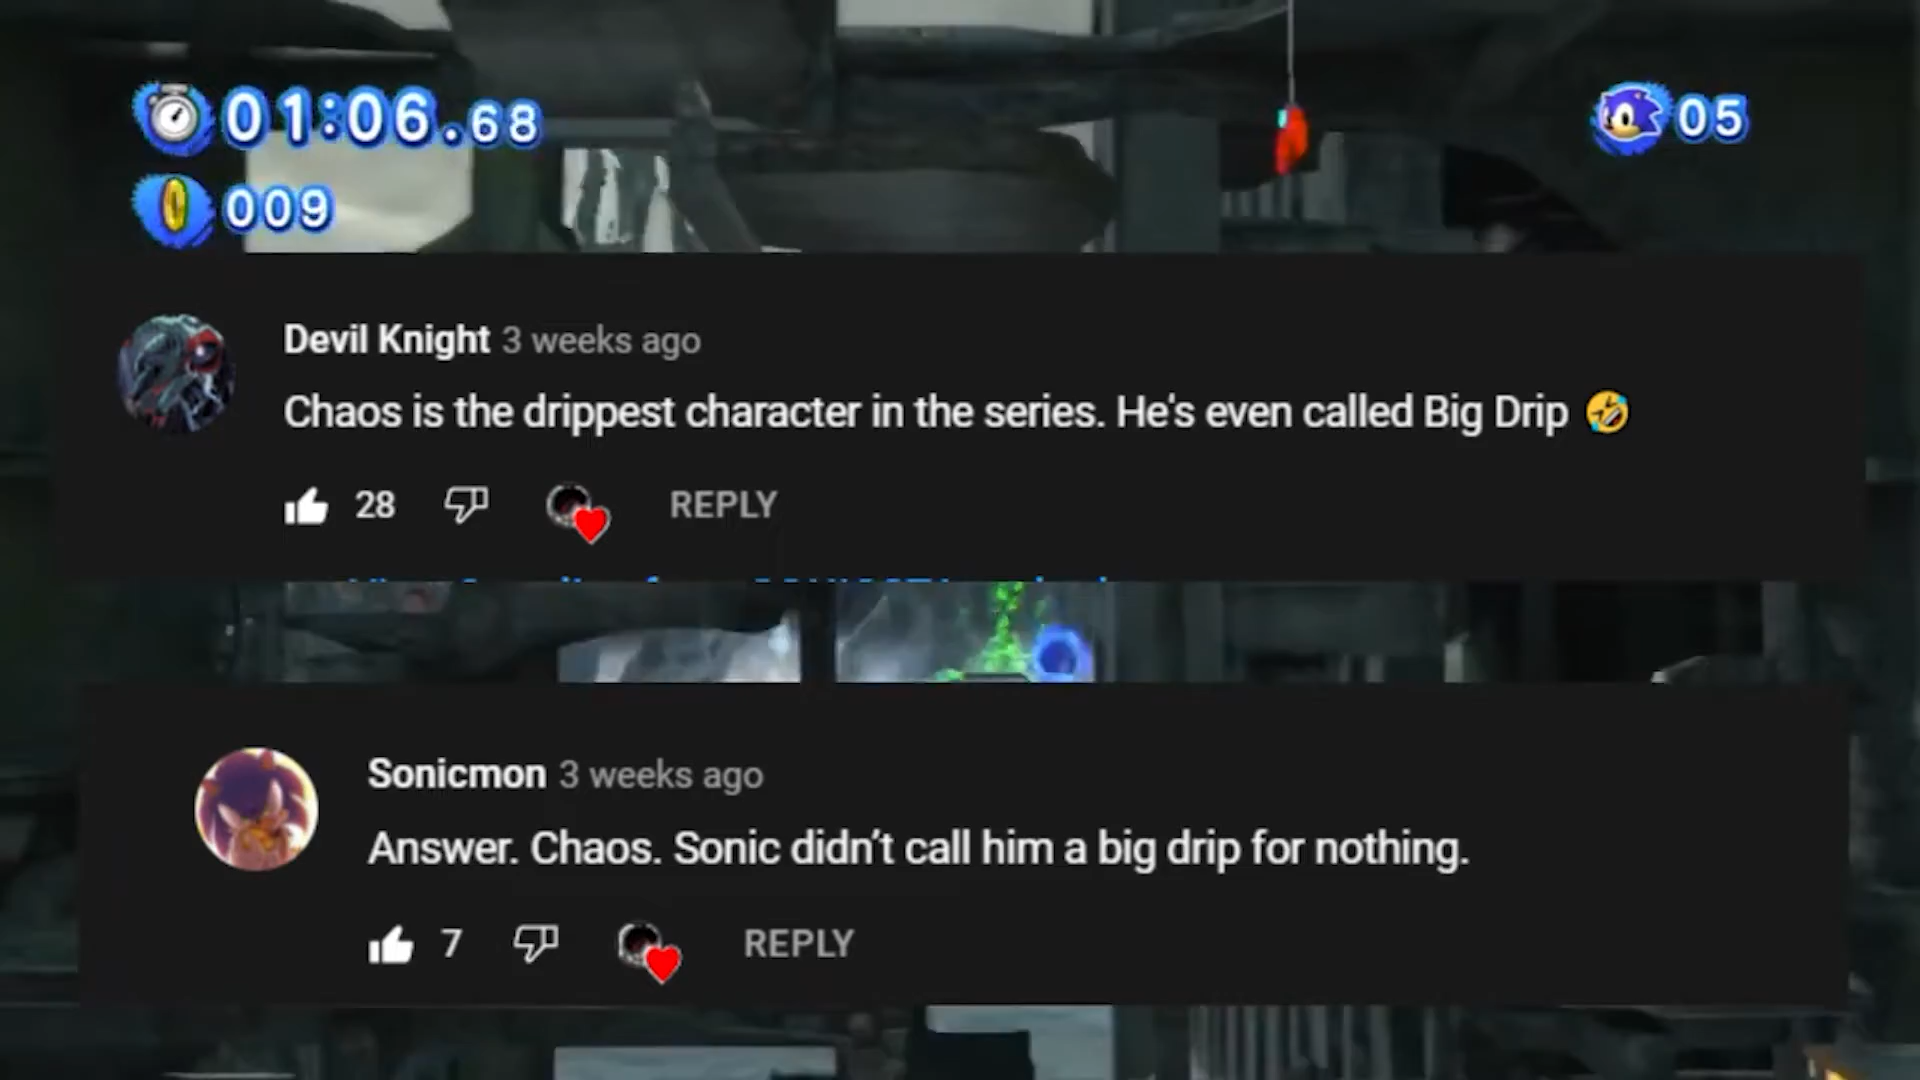 01:06.68
05
009
Devil Knight 3 weeks ago
Chaos is the drippest character in the series. He's even called Big Drip 🤣
28
REPLY
Sonicmon 3 weeks ago
Answer. Chaos. Sonic didn’t call him a big drip for nothing.
7
REPLY